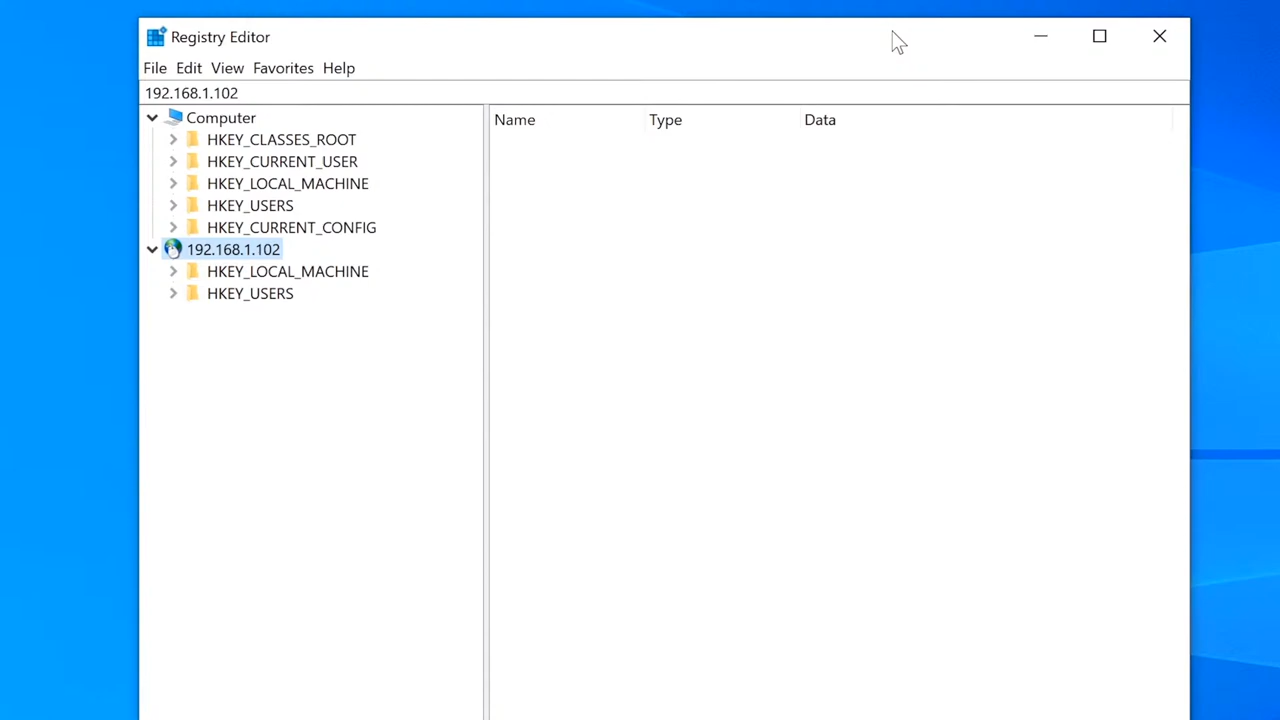 Registry Editor
File Edit View Favorites Help
192.168.1.102
Computer
HKEY_CLASSES_ROOT
HKEY_CURRENT_USER
HKEY_LOCAL_MACHINE
HKEY_USERS
HKEY_CURRENT_CONFIG
192.168.1.102
HKEY_LOCAL_MACHINE
HKEY_USERS
Name Type Data